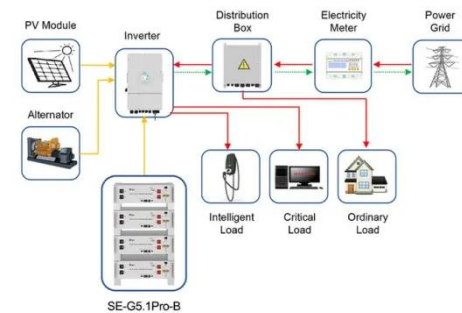 PV Module
Inverter
Distribution
Box
Electricity
Meter
Power
Grid
Alternator
Intelligent
Load
Critical
Load
Ordinary
Load
SE-G5.1Pro-B